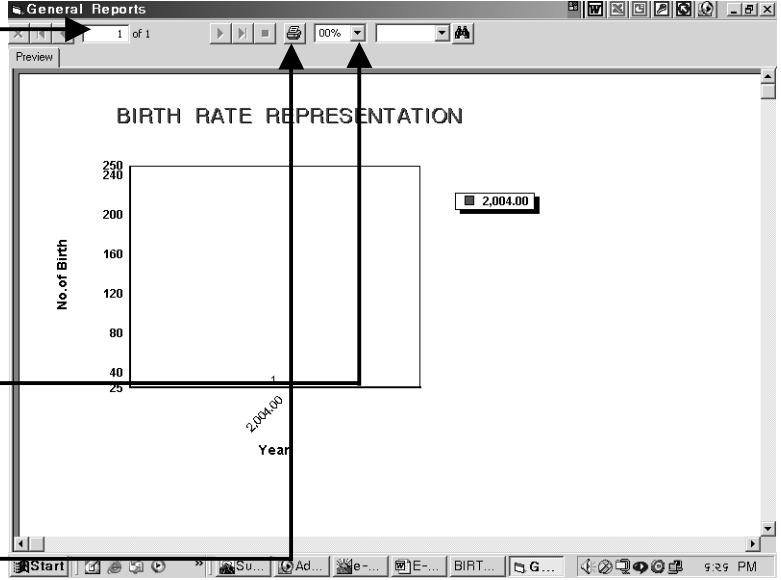 General Reports
1 of 1 00%
Preview
BIRTH RATE REPRESENTATION
250
240
200
160
120
80
40
25
No.of Birth
1
2,004.00
Year
2,004.00
Start » Su... Ad... e-... E-... BIRT... G... 9:29 PM